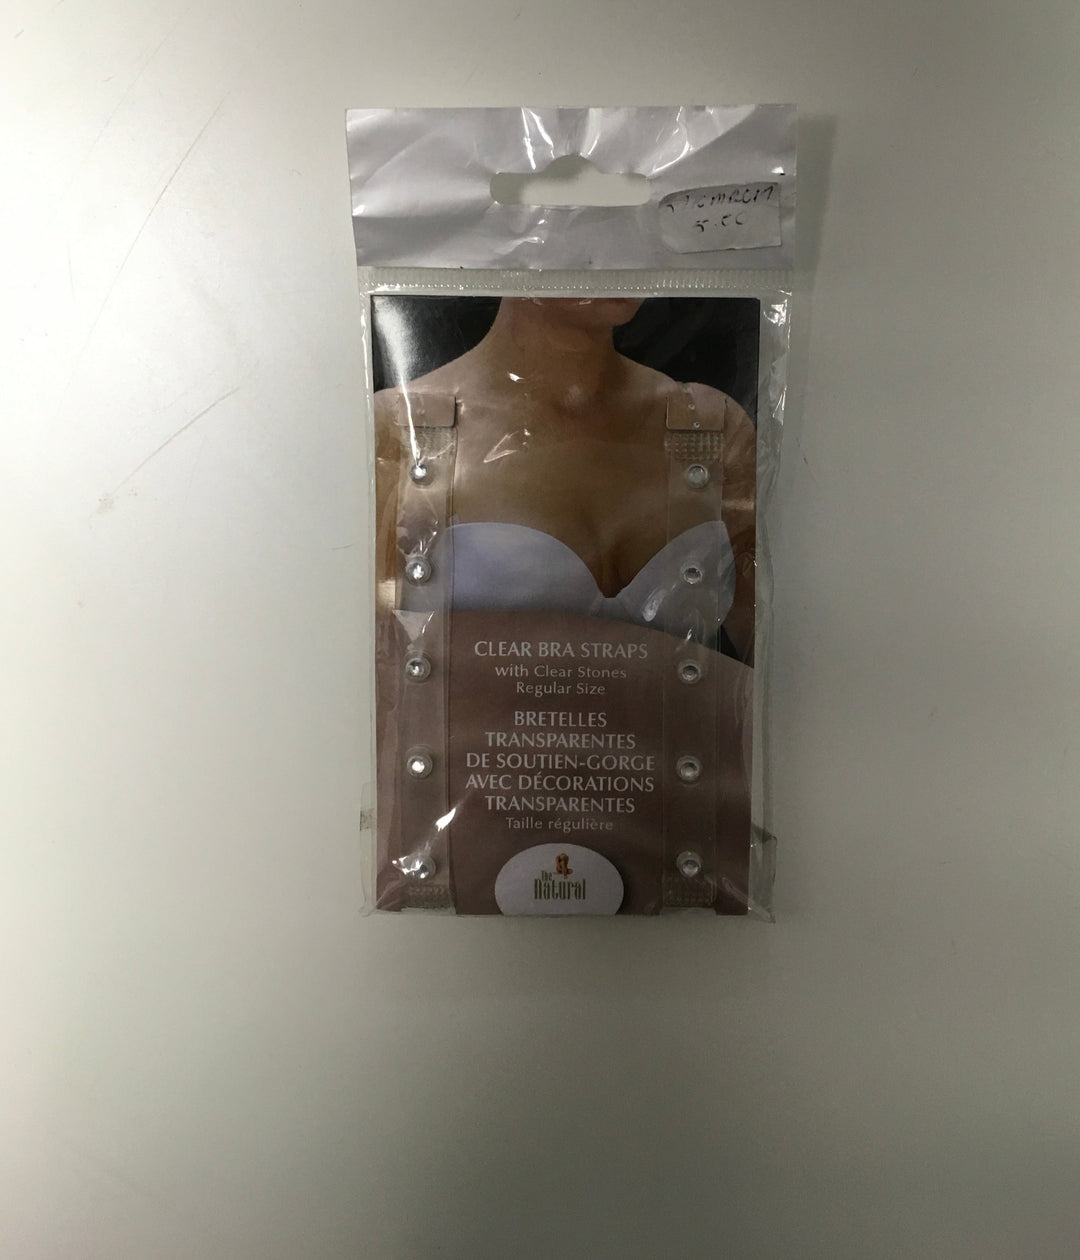 CLEAR BRA STRAPS
with Clear Stones
Regular Size
BRETELLES
TRANSPARENTES
DE SOUTIEN-GORGE
AVEC DÉCORATIONS
TRANSPARENTES
Taille régulière
The
Natural